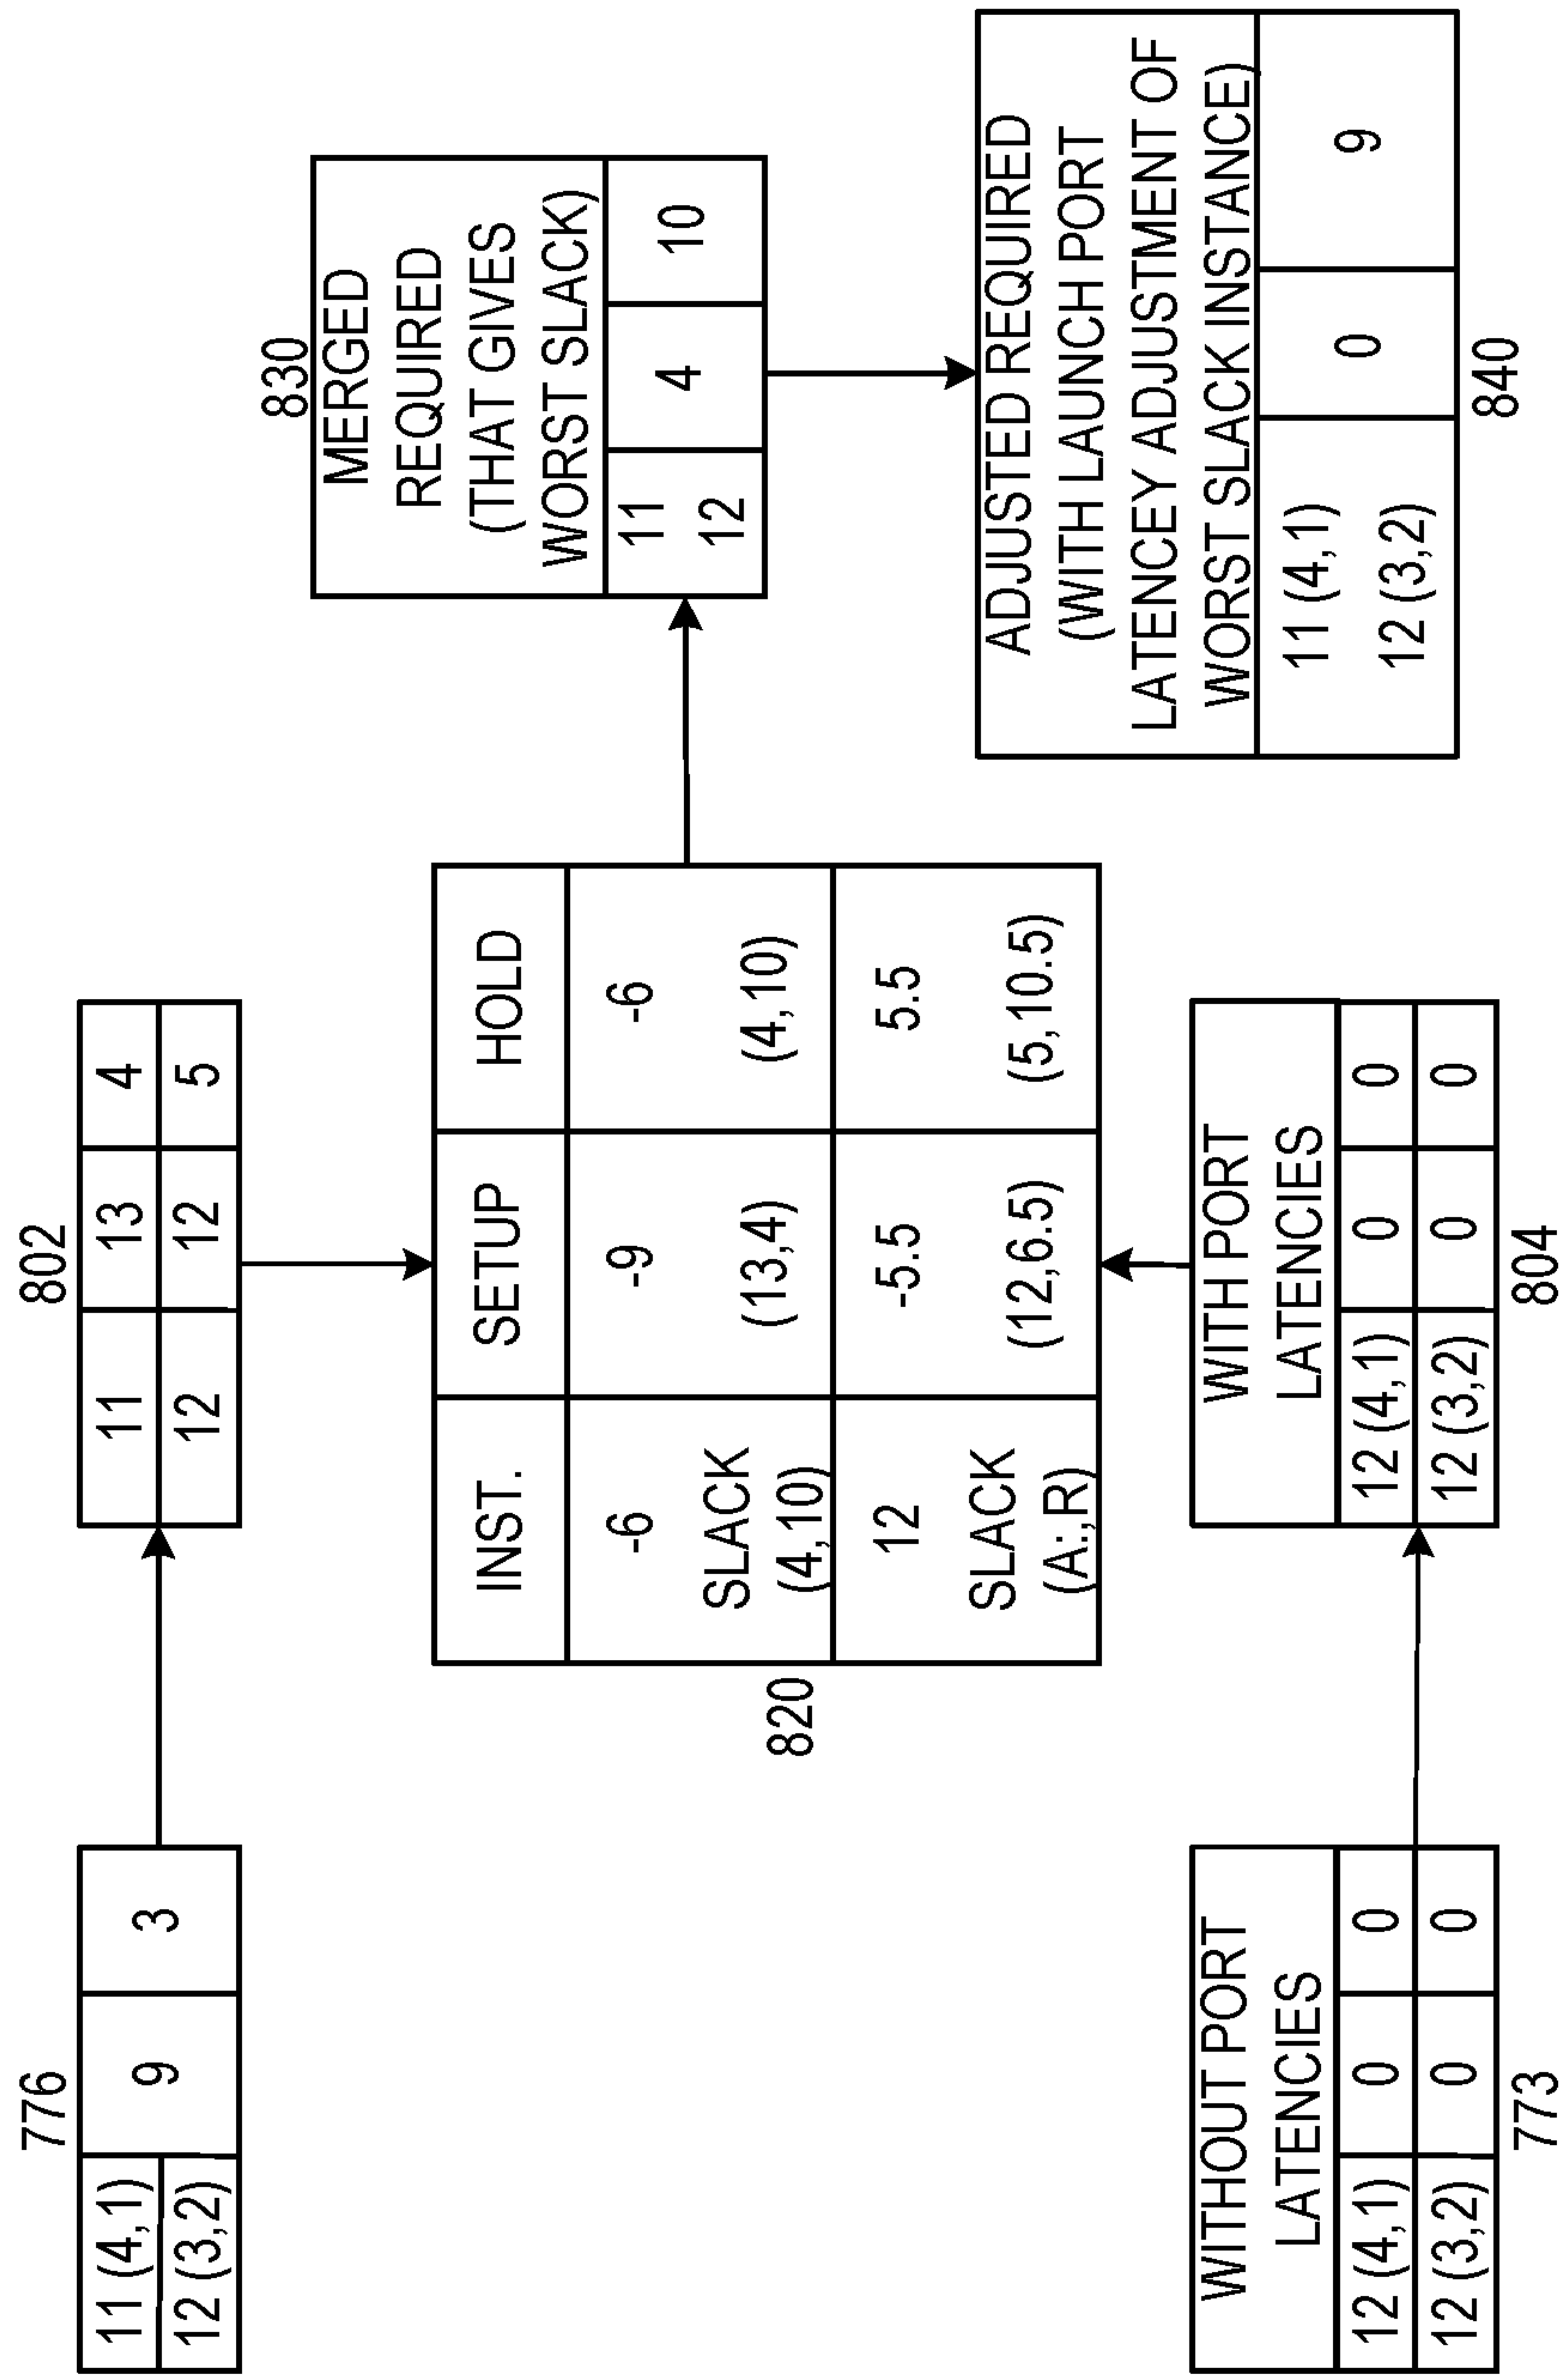 776
11 (4,1)
9
3
12 (3,2)
802
11
13
4
12
12
5
830
MERGED
REQUIRED
(THAT GIVES
WORST SLACK)
11
12
4
10
820
INST.
SETUP
HOLD
-6
SLACK
(4,10)
-9
(13,4)
-6
(4,10)
12
SLACK
(A:,R)
-5.5
(12,6.5)
5.5
(5,10.5)
ADJUSTED REQUIRED
(WITH LAUNCH PORT
LATENCEY ADJUSTMENT OF
WORST SLACK INSTANCE)
11 (4,1)
12 (3,2)
0
9
840
WITHOUT PORT
LATENCIES
12 (4,1)
0
0
12 (3,2)
0
0
773
WITH PORT
LATENCIES
12 (4,1)
0
0
12 (3,2)
0
0
804